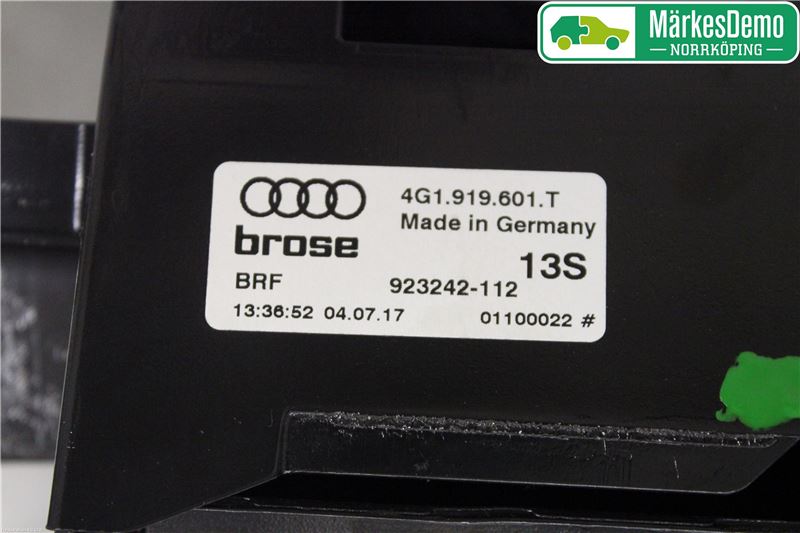 MärkesDemo
NORRKÖPING
4G1.919.601.T
Made in Germany
brose
13S
BRF 923242-112
13:36:52 04.07.17 01100022 #